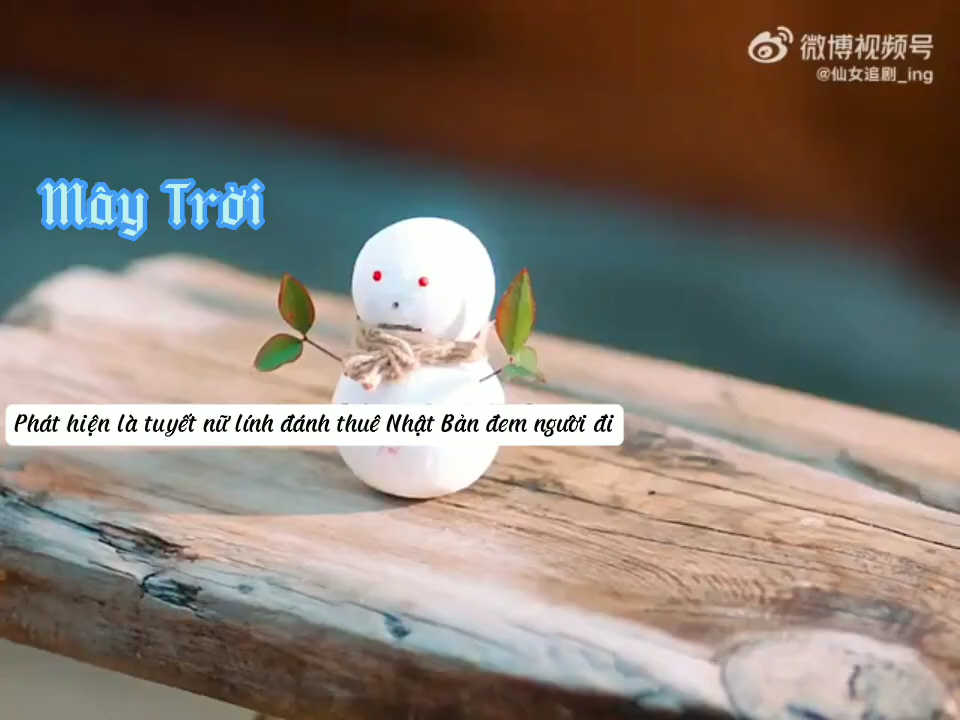 微博视频号
@仙女追剧_ing
Mây Trời
Phát hiện là tuyết nữ lính đánh thuê Nhật Bản đem người đi